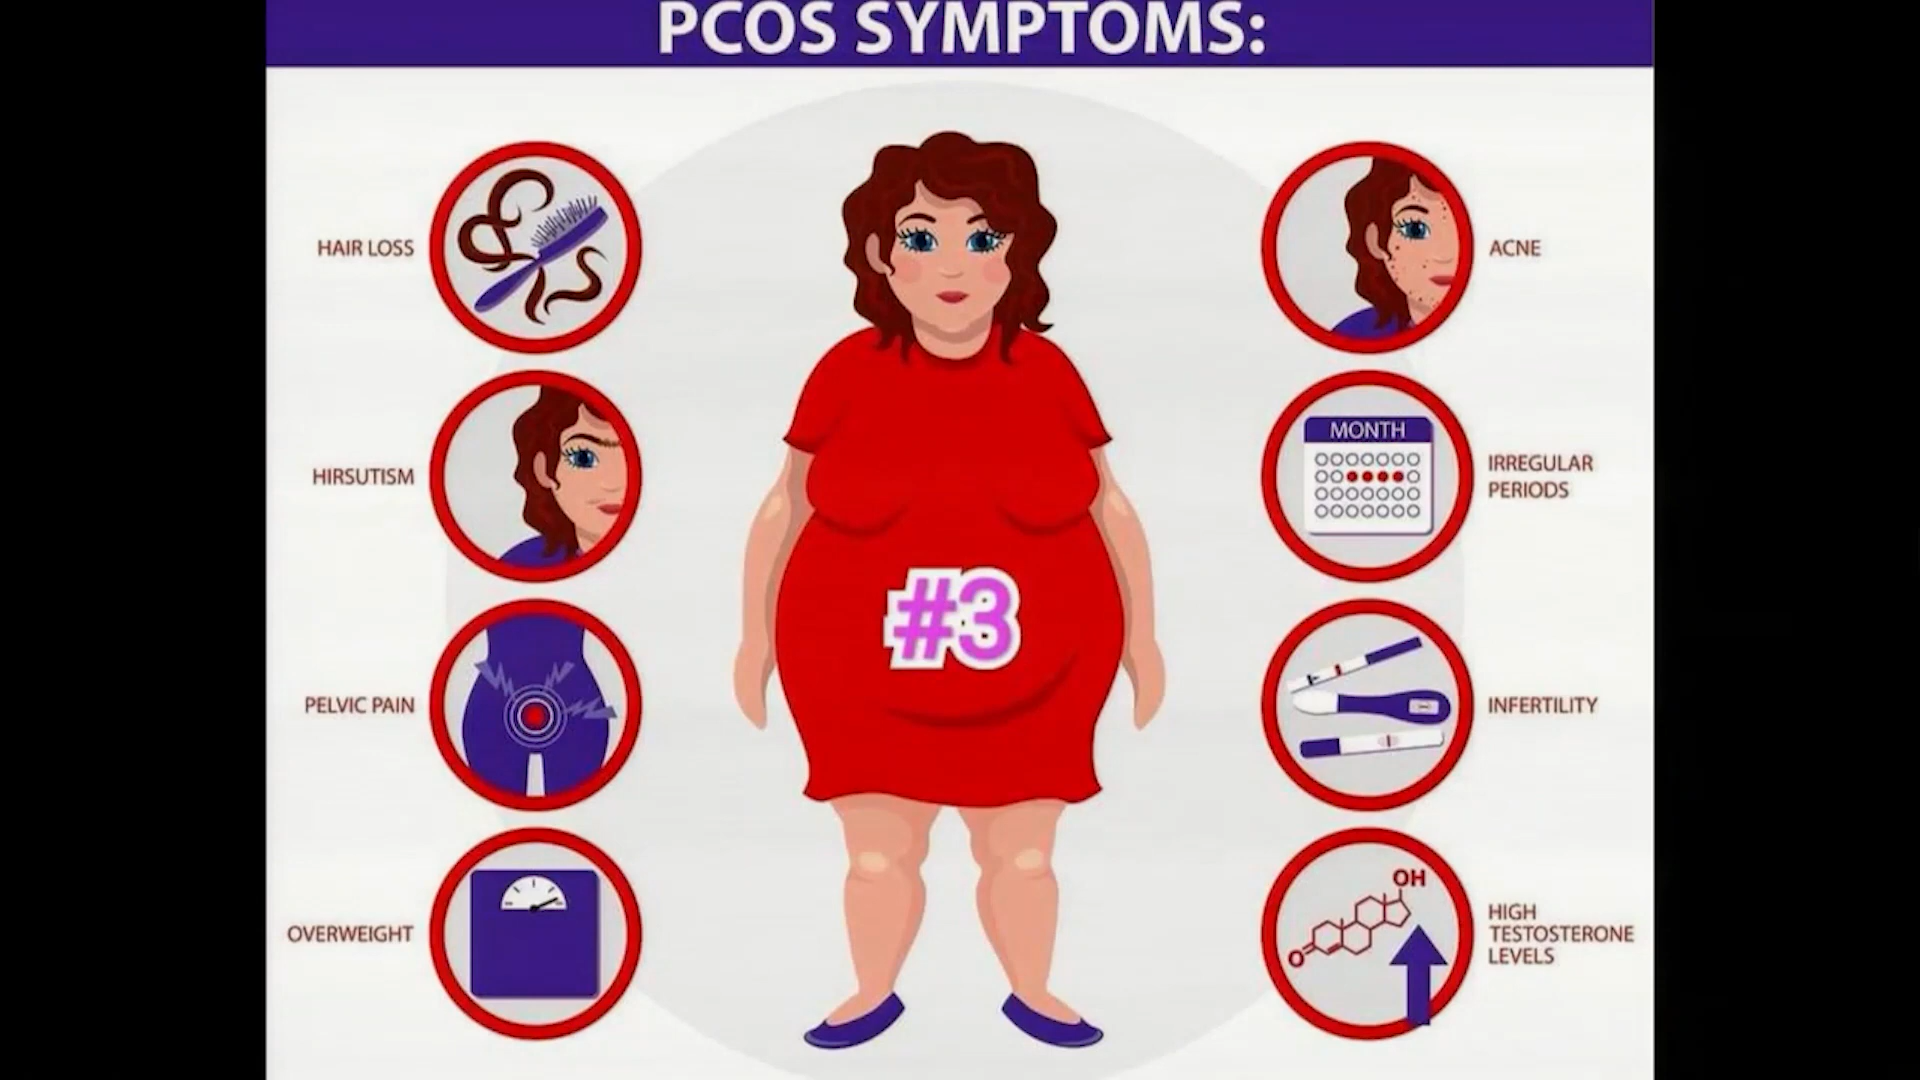 PCOS SYMPTOMS:
HAIR LOSS
HIRSUTISM
PELVIC PAIN
OVERWEIGHT
#3
ACNE
MONTH
IRREGULAR
PERIODS
INFERTILITY
OH
O
HIGH
TESTOSTERONE
LEVELS